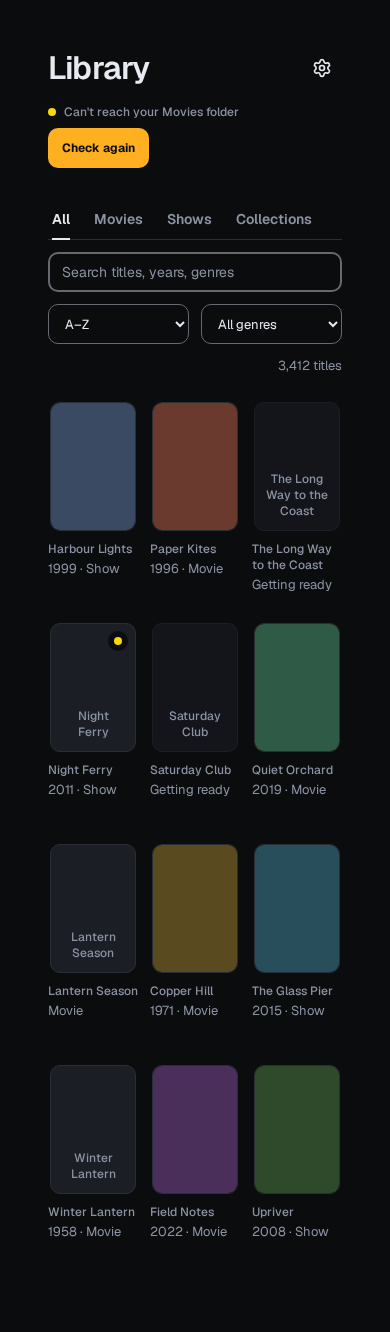 Library
Can't reach your Movies folder
Check again
All Movies Shows Collections
Search titles, years, genres
A–Z All genres
3,412 titles
The Long
Way to the
Coast
Harbour Lights
1999 · Show
Paper Kites
1996 · Movie
The Long Way
to the Coast
Getting ready
Night
Ferry
Saturday
Club
Night Ferry
2011 · Show
Saturday Club
Getting ready
Quiet Orchard
2019 · Movie
Lantern
Season
Lantern Season
Movie
Copper Hill
1971 · Movie
The Glass Pier
2015 · Show
Winter
Lantern
Winter Lantern
1958 · Movie
Field Notes
2022 · Movie
Upriver
2008 · Show